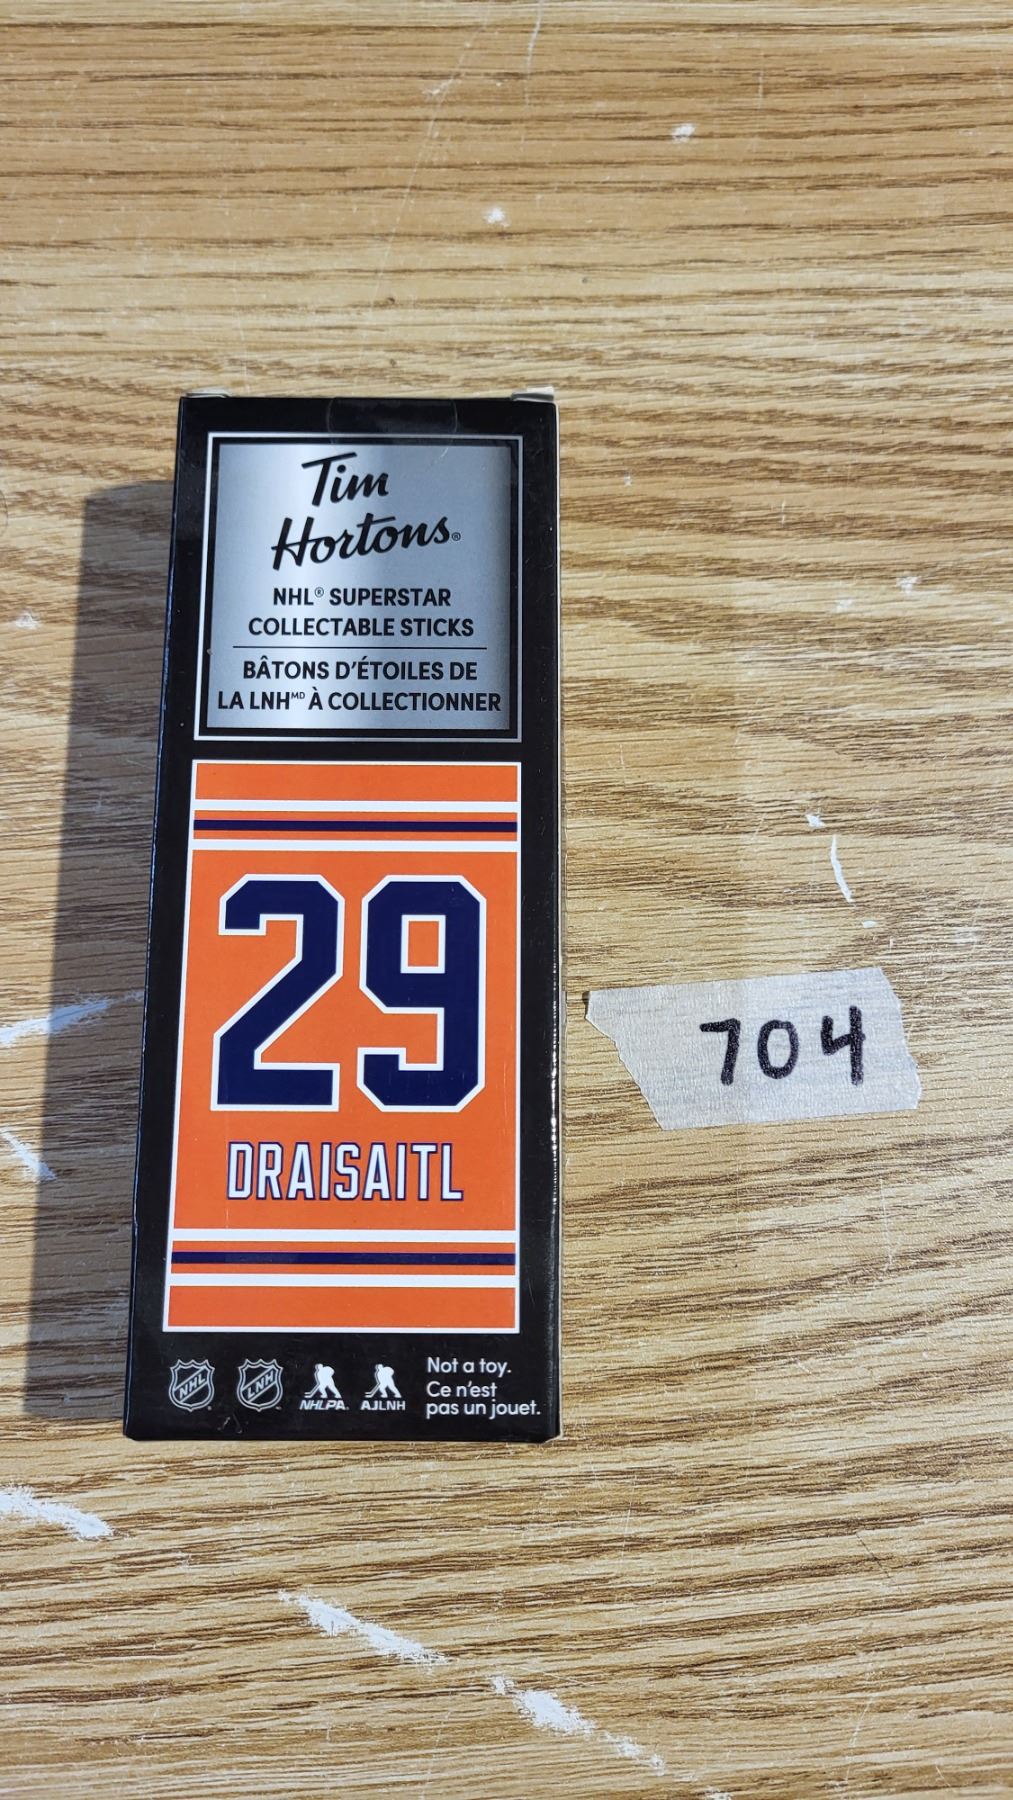 Tim
Hortons®
NHL® SUPERSTAR
COLLECTABLE STICKS
BÂTONS D'ÉTOILES DE
LA LNHᴹᴰ À COLLECTIONNER
29
DRAISAITL
704
NHL
LNH
NHLPA
AJLNH
Not a toy.
Ce n'est
pas un jouet.